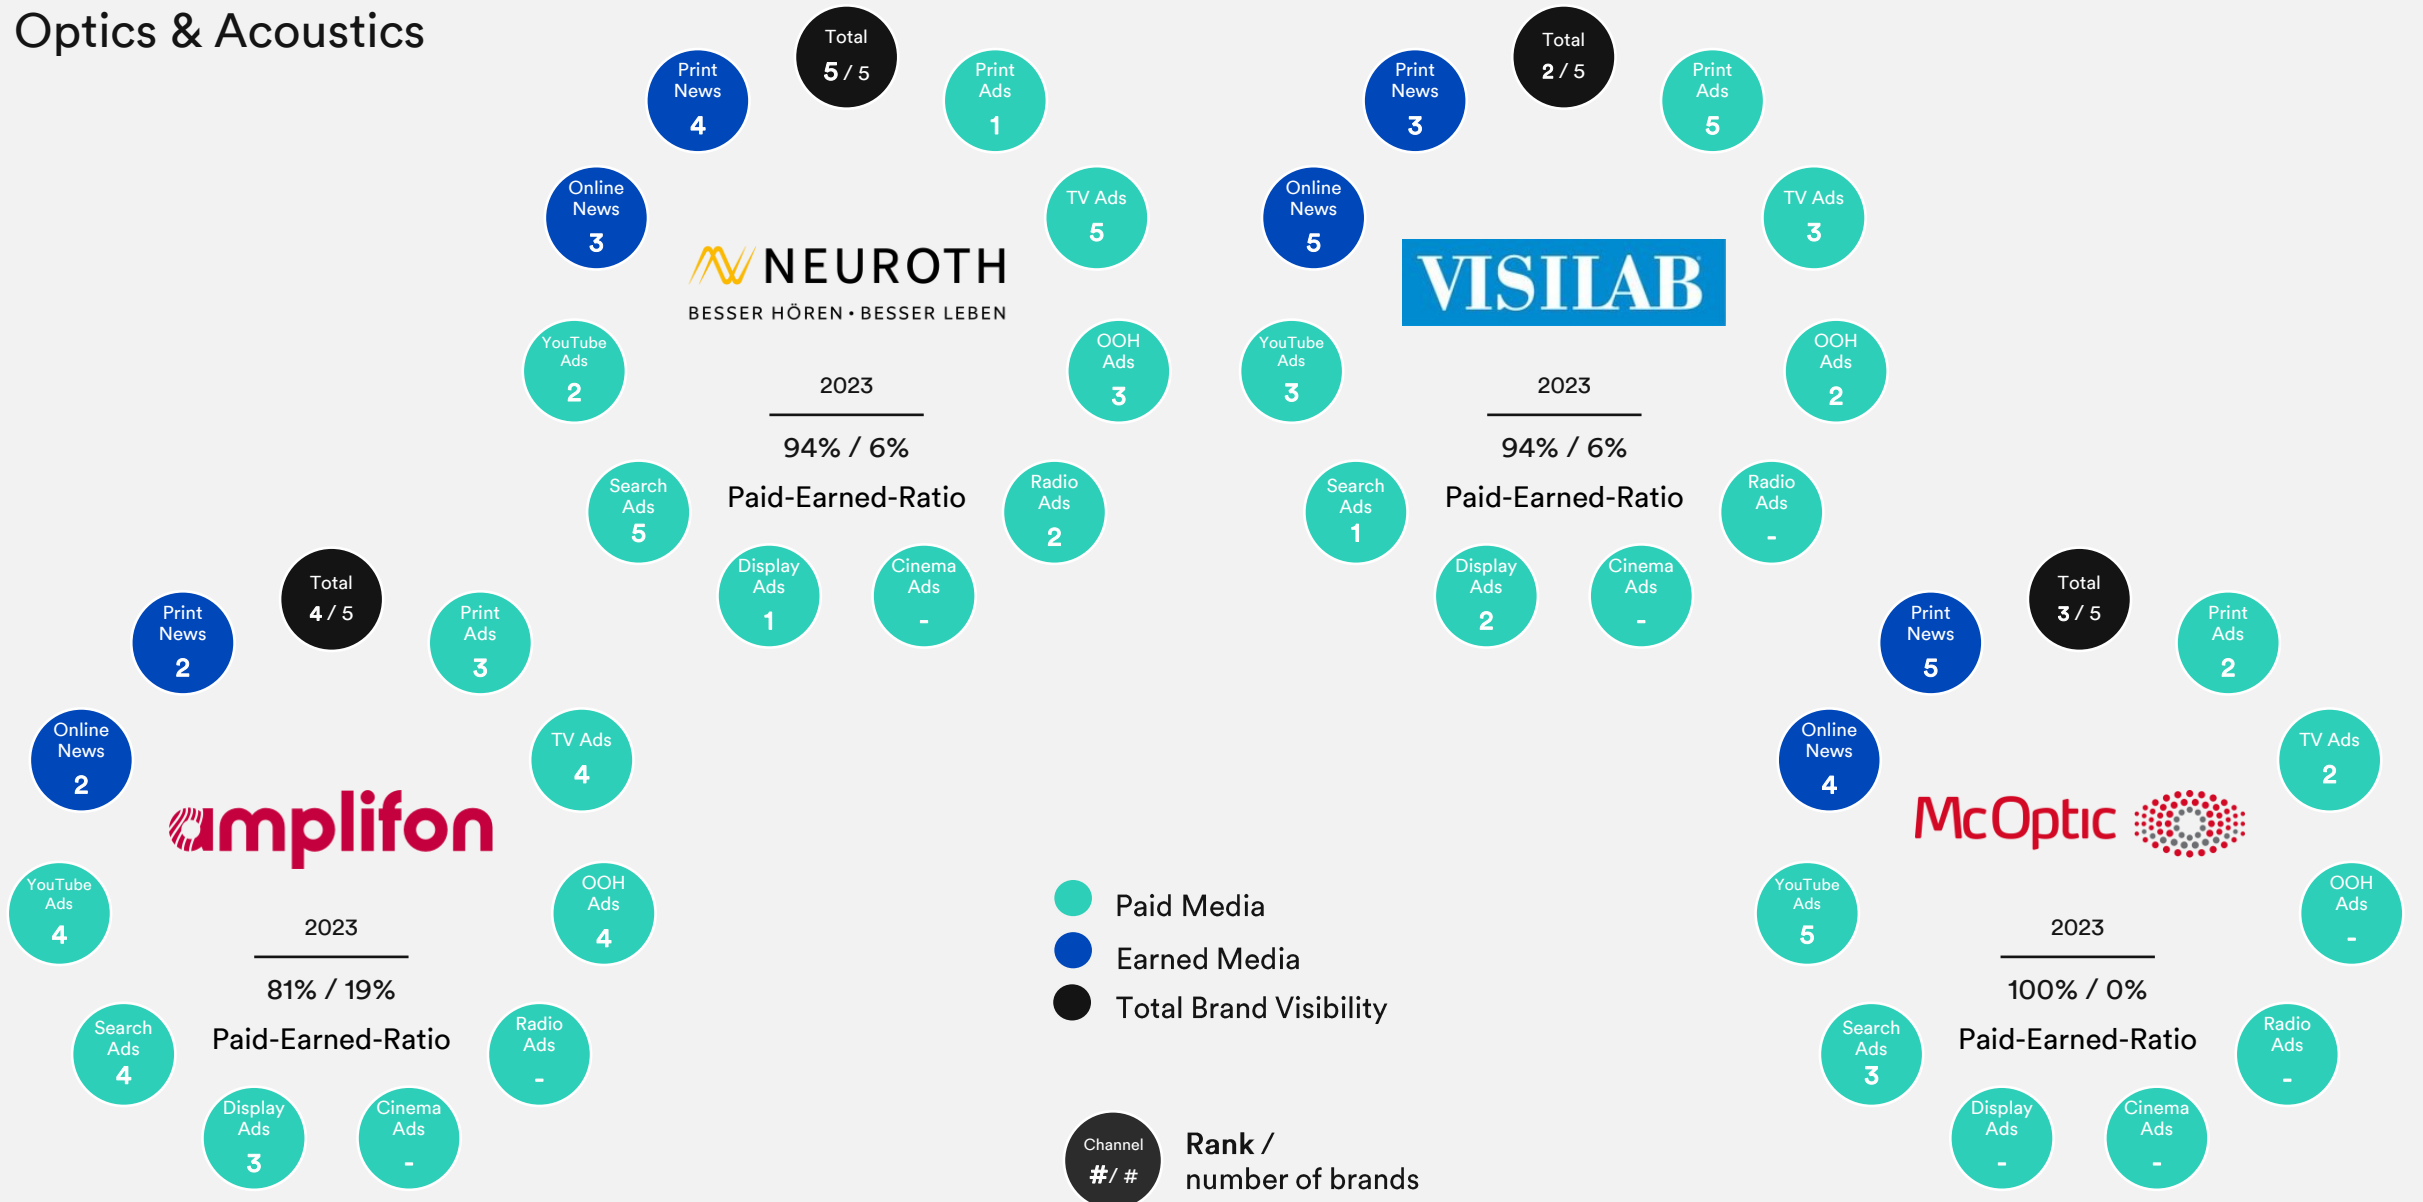 Optics & Acoustics
Total
5 / 5
Print
News
4
Print
Ads
1
Online
News
3
TV Ads
5
NEUROTH
BESSER HÖREN • BESSER LEBEN
YouTube
Ads
2
OOH
Ads
3
2023
94% / 6%
Paid-Earned-Ratio
Search
Ads
5
Radio
Ads
2
Display
Ads
1
Cinema
Ads
-
Total
2 / 5
Print
News
3
Print
Ads
5
Online
News
5
TV Ads
3
VISILAB
YouTube
Ads
3
OOH
Ads
2
2023
94% / 6%
Paid-Earned-Ratio
Search
Ads
1
Radio
Ads
-
Display
Ads
2
Cinema
Ads
-
Total
4 / 5
Print
News
2
Print
Ads
3
Online
News
2
TV Ads
4
amplifon
YouTube
Ads
4
OOH
Ads
4
2023
81% / 19%
Paid-Earned-Ratio
Search
Ads
4
Radio
Ads
-
Display
Ads
3
Cinema
Ads
-
Paid Media
Earned Media
Total Brand Visibility
Channel
#/ #
Rank /
number of brands
Total
3 / 5
Print
News
5
Print
Ads
2
Online
News
4
TV Ads
2
McOptic
YouTube
Ads
5
OOH
Ads
-
2023
100% / 0%
Paid-Earned-Ratio
Search
Ads
3
Radio
Ads
-
Display
Ads
-
Cinema
Ads
-